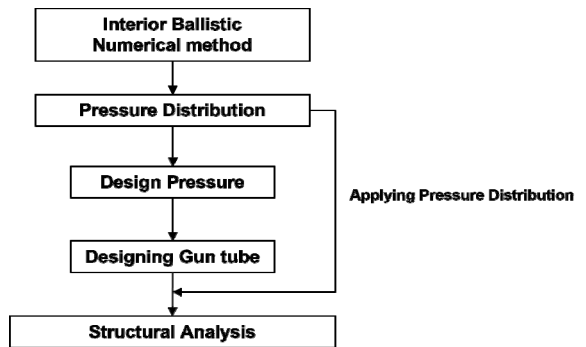 Interior Ballistic
Numerical method
Pressure Distribution
Design Pressure
Applying Pressure Distribution
Designing Gun tube
Structural Analysis